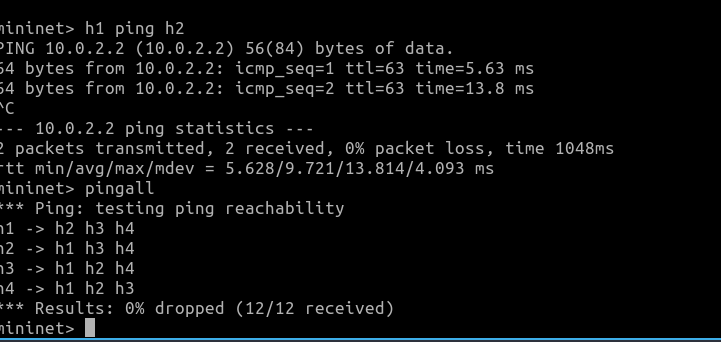 mininet> h1 ping h2
PING 10.0.2.2 (10.0.2.2) 56(84) bytes of data.
64 bytes from 10.0.2.2: icmp_seq=1 ttl=63 time=5.63 ms
64 bytes from 10.0.2.2: icmp_seq=2 ttl=63 time=13.8 ms
^C
--- 10.0.2.2 ping statistics ---
2 packets transmitted, 2 received, 0% packet loss, time 1048ms
rtt min/avg/max/mdev = 5.628/9.721/13.814/4.093 ms
mininet> pingall
*** Ping: testing ping reachability
h1 -> h2 h3 h4
h2 -> h1 h3 h4
h3 -> h1 h2 h4
h4 -> h1 h2 h3
*** Results: 0% dropped (12/12 received)
mininet>